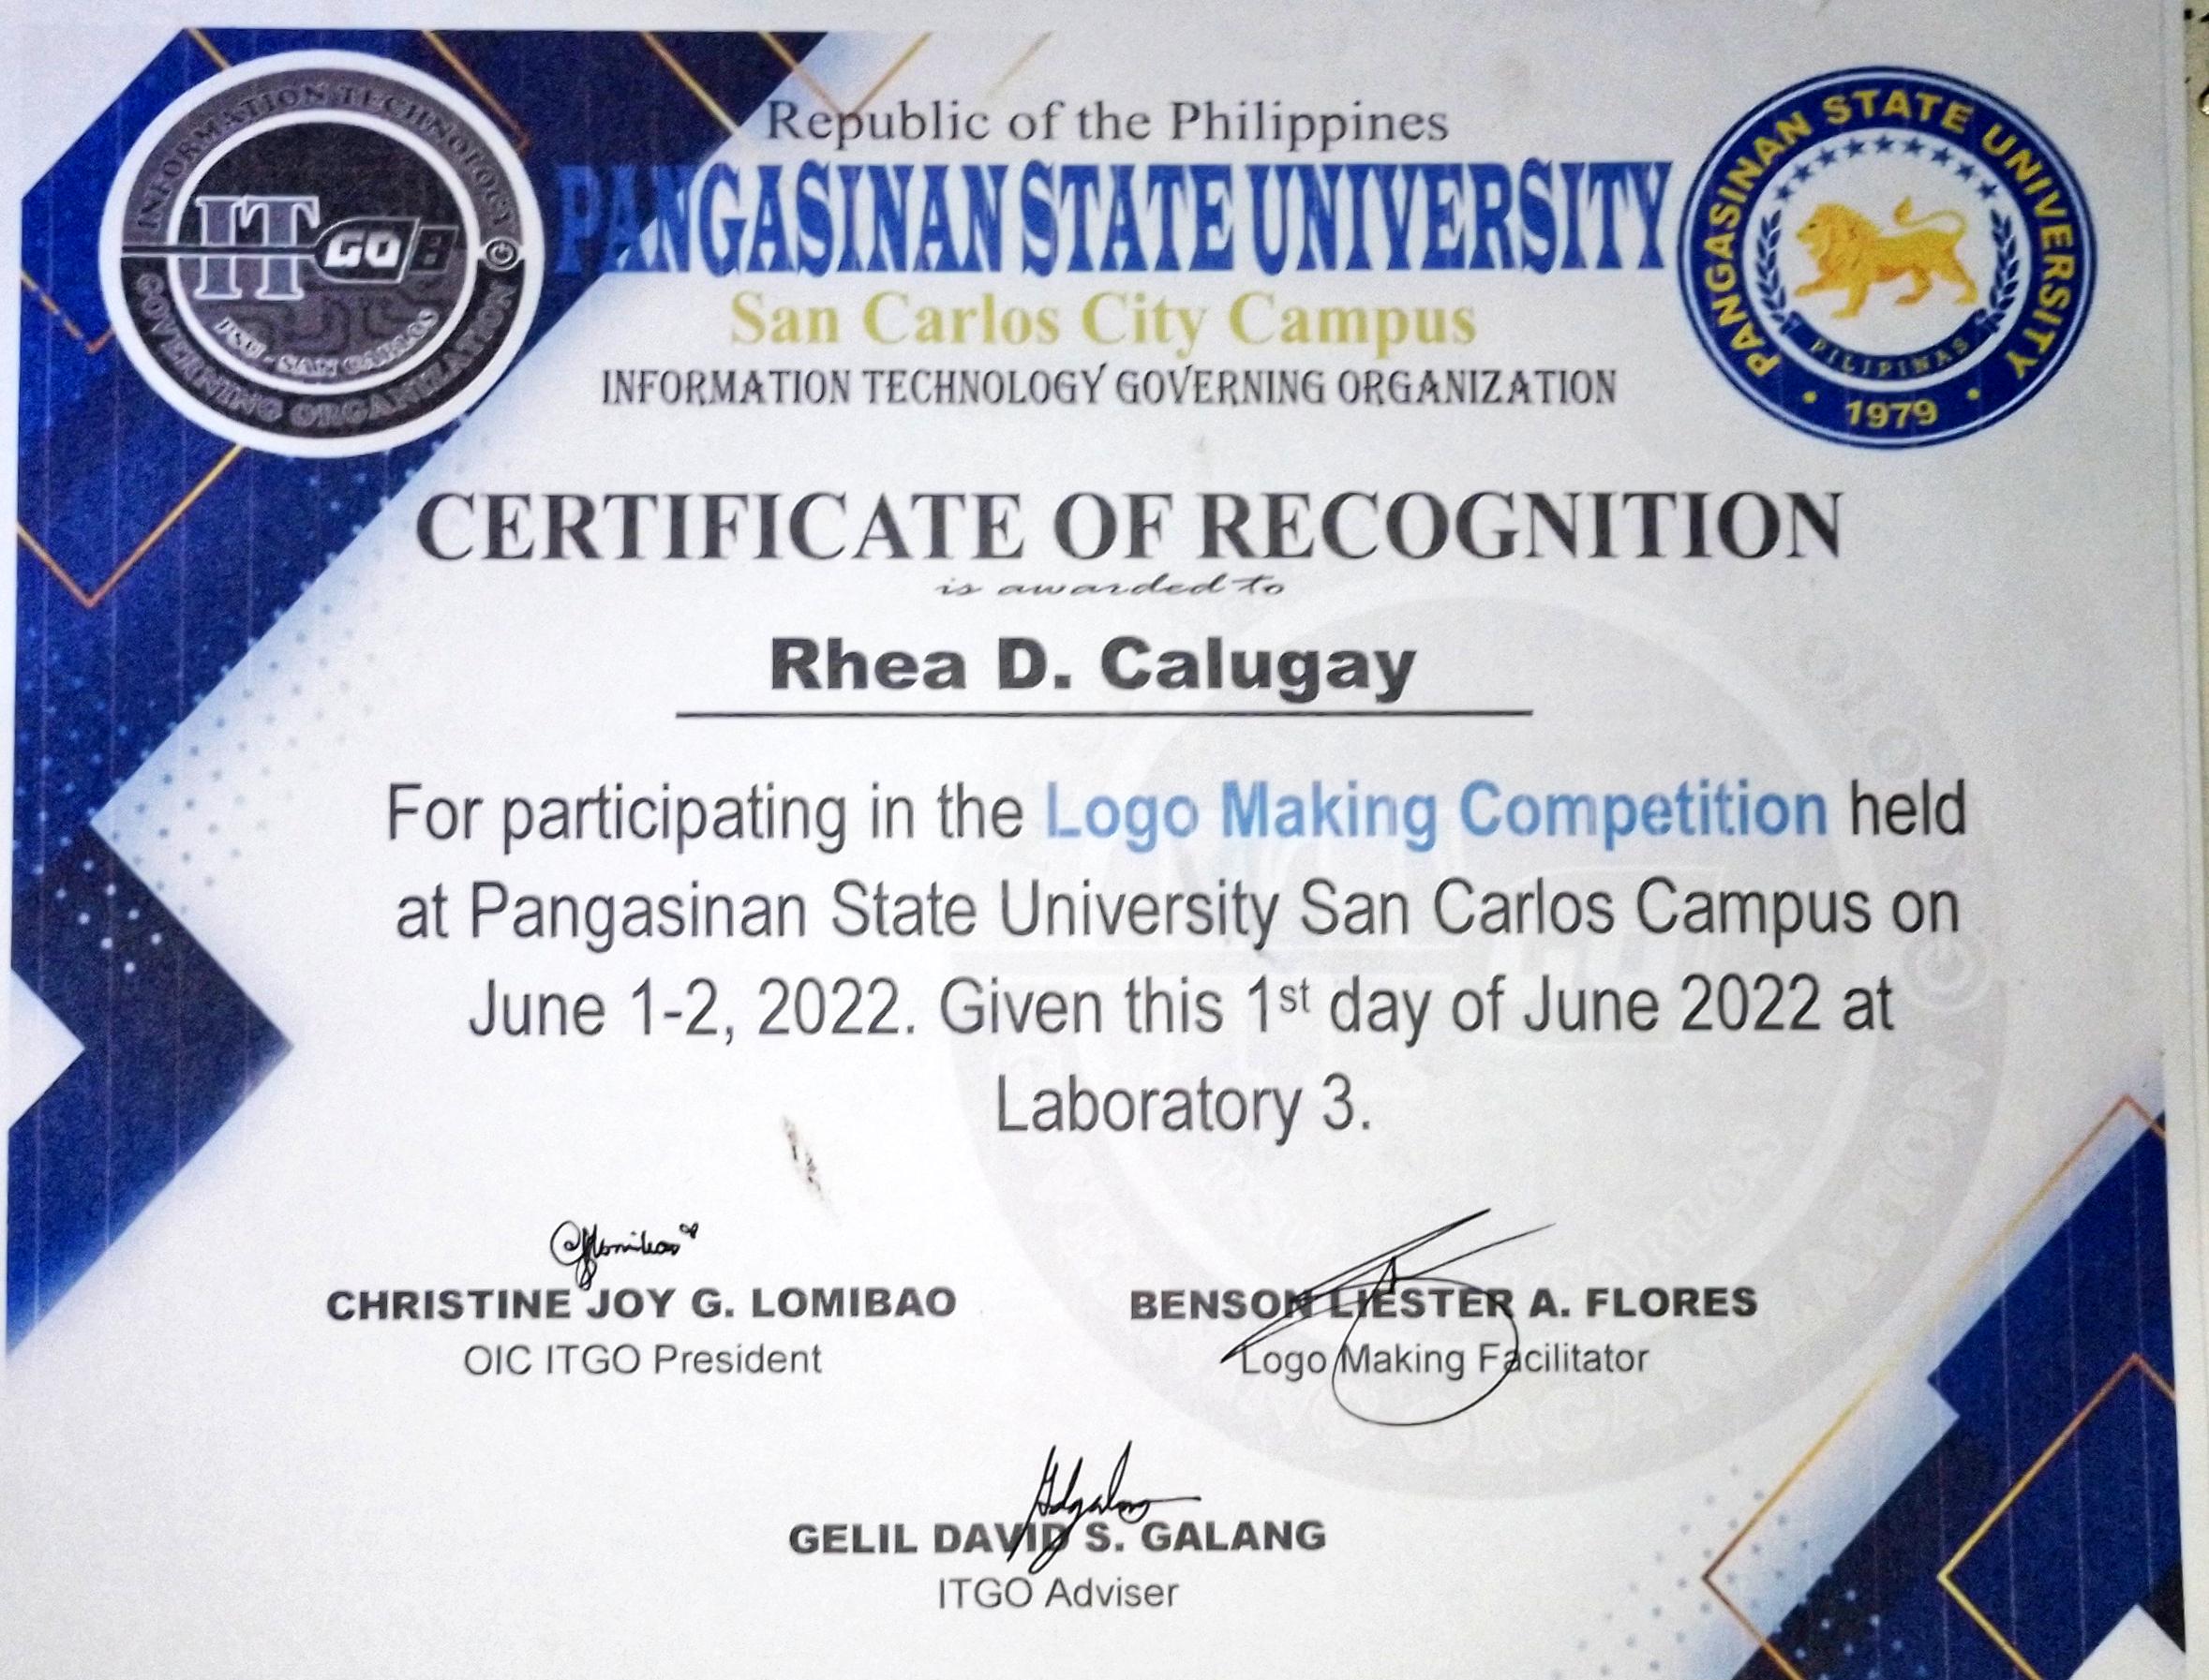 INFORMATION TECHNOLOGY
GOVERNING ORGANIZATION
IT GO
PSU - SAN CARLOS
Republic of the Philippines
PANGASINAN STATE UNIVERSITY
San Carlos City Campus
INFORMATION TECHNOLOGY GOVERNING ORGANIZATION
PANGASINAN STATE UNIVERSITY
PILIPINAS
1979
CERTIFICATE OF RECOGNITION
is awarded to
Rhea D. Calugay
For participating in the Logo Making Competition held
at Pangasinan State University San Carlos Campus on
June 1-2, 2022. Given this 1st day of June 2022 at
Laboratory 3.
CHRISTINE JOY G. LOMIBAO
OIC ITGO President
BENSON LIESTER A. FLORES
Logo Making Facilitator
GELIL DAVID S. GALANG
ITGO Adviser